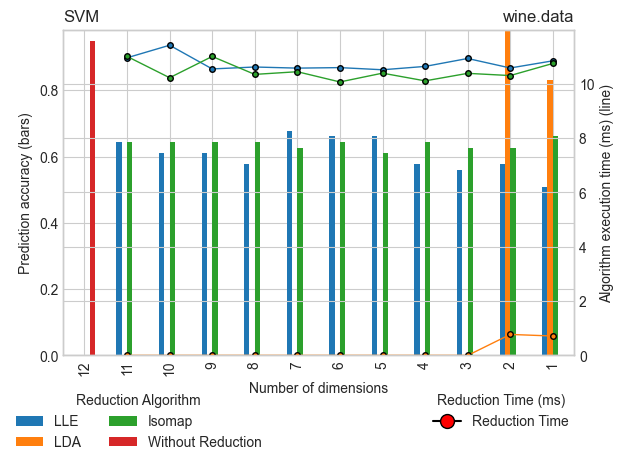 SVM wine.data
Prediction accuracy (bars)
0.8
0.6
0.4
0.2
0.0
10
8
6
4
2
0
Algorithm execution time (ms) (line)
12 11 10 9 8 7 6 5 4 3 2 1
Number of dimensions
Reduction Algorithm Reduction Time (ms)
LLE Isomap Reduction Time
LDA Without Reduction